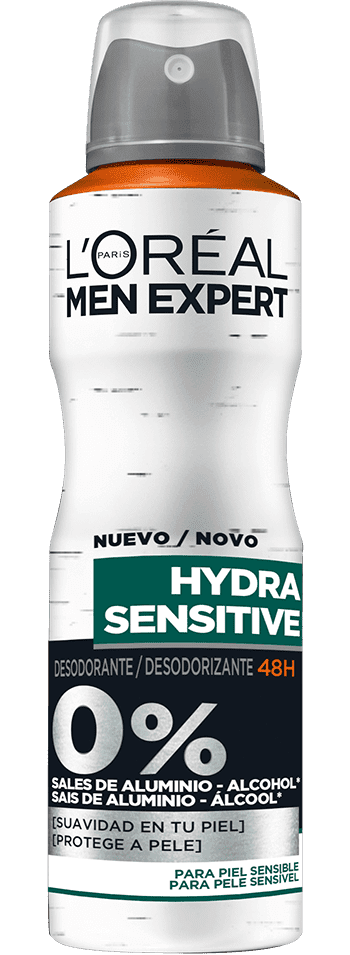 L'ORÉAL
PARIS
MEN EXPERT
NUEVO / NOVO
HYDRA
SENSITIVE
DESODORANTE / DESODORIZANTE 48H
0%
SALES DE ALUMINIO - ALCOHOL*
SAIS DE ALUMINIO - ÁLCOOL*
[SUAVIDAD EN TU PIEL]
[PROTEGE A PELE]
PARA PIEL SENSIBLE
PARA PELE SENSIVEL